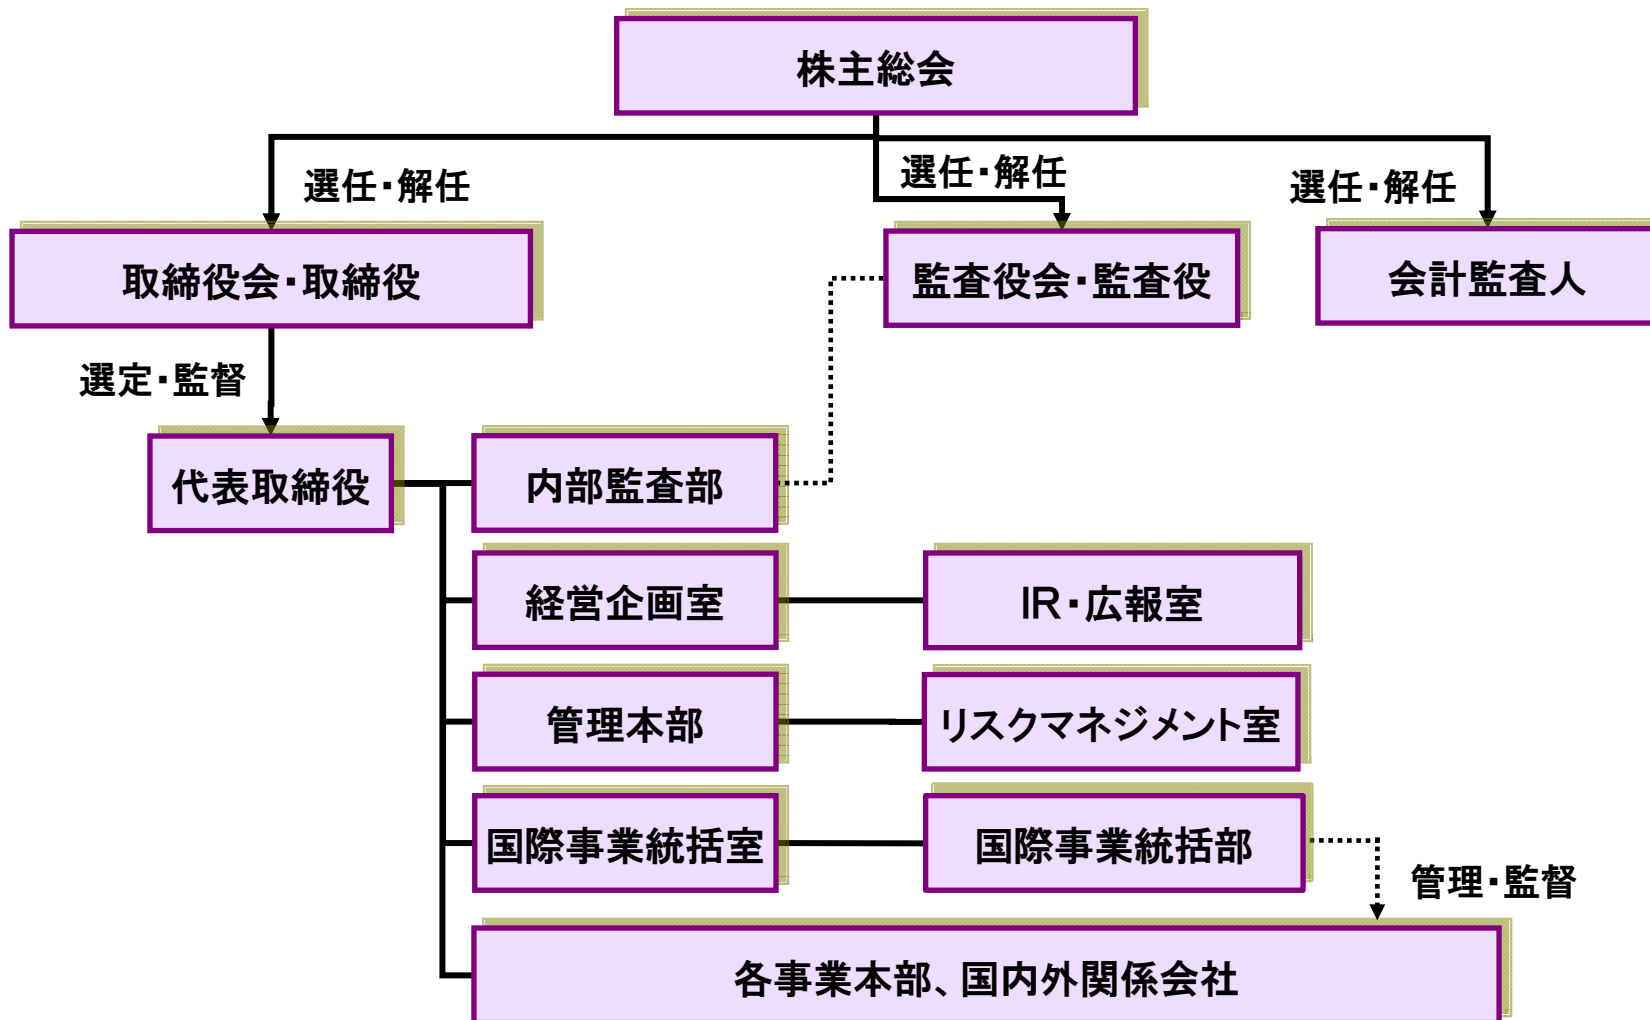 株主総会
選任・解任
選任・解任
選任・解任
取締役会・取締役
監査役会・監査役
会計監査人
選定・監督
代表取締役
内部監査部
経営企画室
IR・広報室
管理本部
リスクマネジメント室
国際事業統括室
国際事業統括部
管理・監督
各事業本部、国内外関係会社